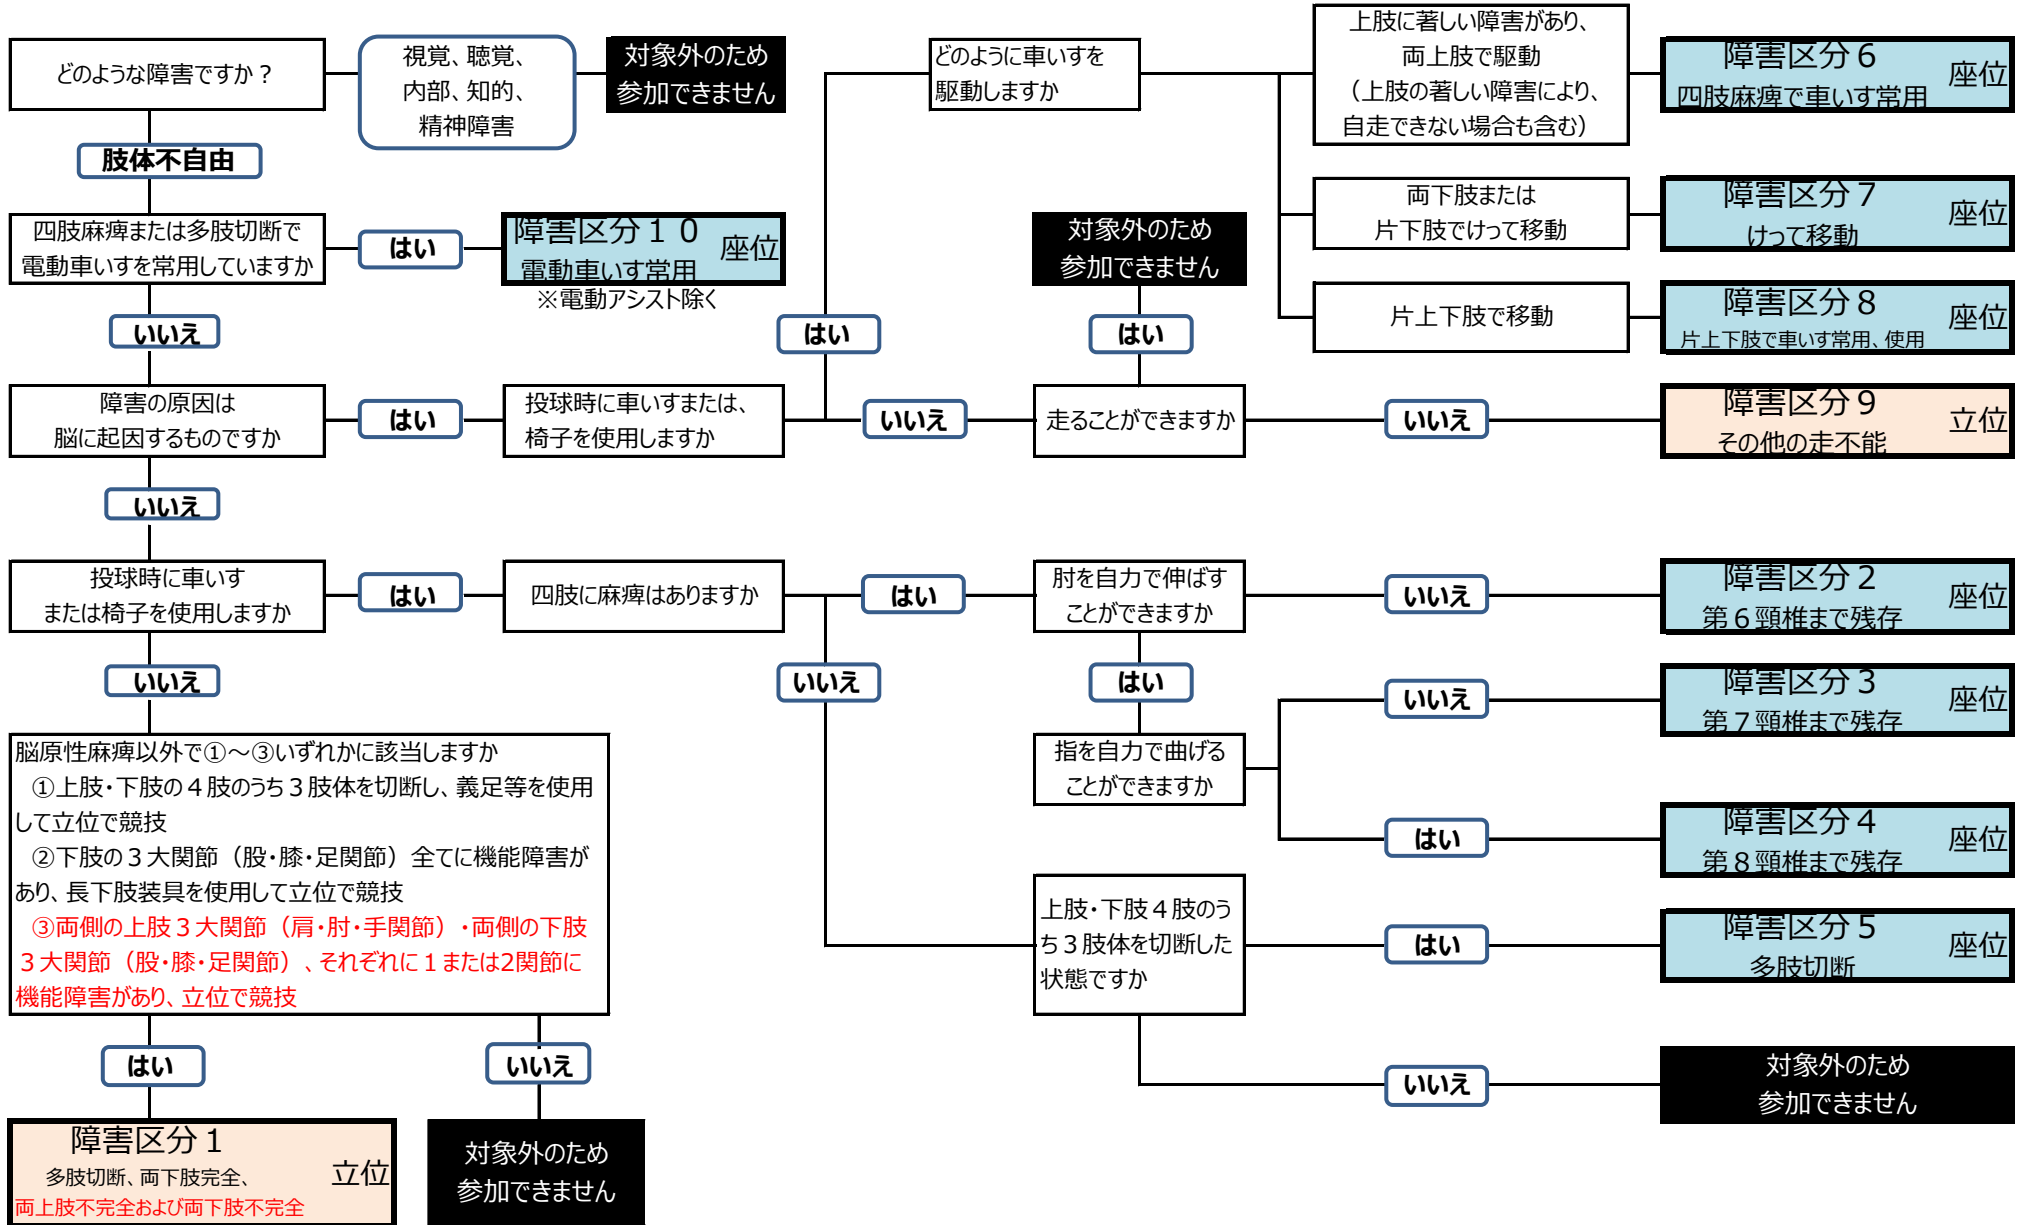 どのような障害ですか？
視覚、聴覚、
内部、知的、
精神障害
対象外のため
参加できません
肢体不自由
四肢麻痺または多肢切断で
電動車いすを常用していますか
はい
障害区分１０
電動車いす常用
座位
※電動アシスト除く
いいえ
障害の原因は
脳に起因するものですか
はい
投球時に車いすまたは、
椅子を使用しますか
はい
どのように車いすを
駆動しますか
上肢に著しい障害があり、
両上肢で駆動
（上肢の著しい障害により、
自走できない場合も含む）
障害区分６
四肢麻痺で車いす常用
座位
両下肢または
片下肢でけって移動
障害区分７
けって移動
座位
片上下肢で移動
障害区分８
片上下肢で車いす常用、使用
座位
いいえ
走ることができますか
はい
対象外のため
参加できません
いいえ
障害区分９
その他の走不能
立位
いいえ
投球時に車いす
または椅子を使用しますか
はい
四肢に麻痺はありますか
はい
肘を自力で伸ばす
ことができますか
いいえ
障害区分２
第６頸椎まで残存
座位
はい
指を自力で曲げる
ことができますか
いいえ
障害区分３
第７頸椎まで残存
座位
はい
障害区分４
第８頸椎まで残存
座位
いいえ
上肢・下肢４肢のう
ち３肢体を切断した
状態ですか
はい
障害区分５
多肢切断
座位
いいえ
対象外のため
参加できません
いいえ
脳原性麻痺以外で①～③いずれかに該当しますか
①上肢・下肢の４肢のうち３肢体を切断し、義足等を使用
して立位で競技
②下肢の３大関節（股・膝・足関節）全てに機能障害が
あり、長下肢装具を使用して立位で競技
③両側の上肢３大関節（肩・肘・手関節）・両側の下肢
３大関節（股・膝・足関節）、それぞれに１または2関節に
機能障害があり、立位で競技
はい
障害区分１
多肢切断、両下肢完全、
両上肢不完全および両下肢不完全
立位
いいえ
対象外のため
参加できません